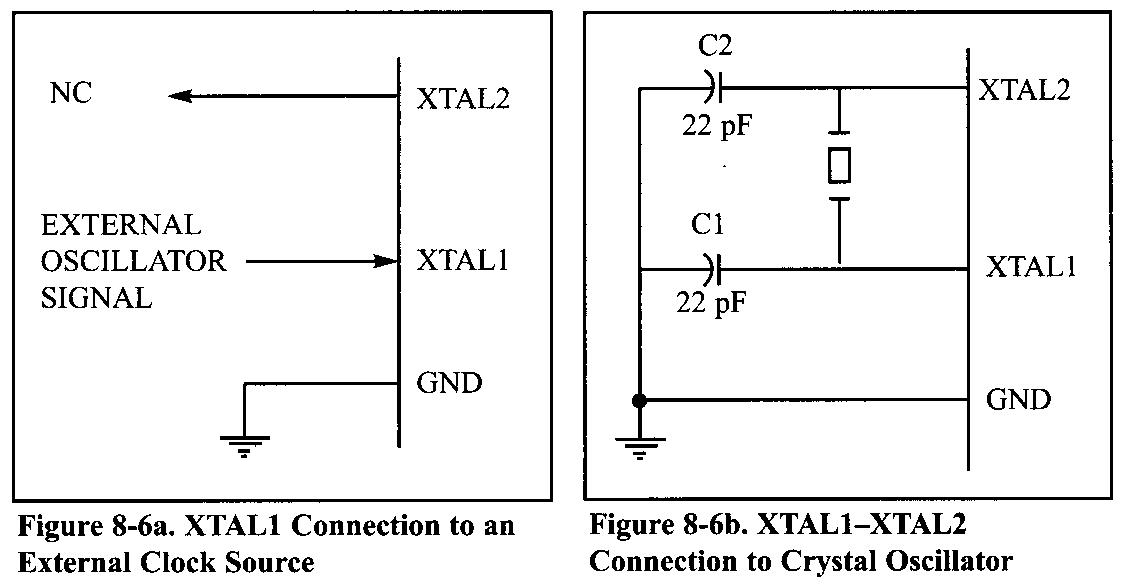 NC
XTAL2
EXTERNAL
OSCILLATOR
SIGNAL
XTAL1
GND
Figure 8-6a. XTAL1 Connection to an
External Clock Source
C2
22 pF
XTAL2
C1
22 pF
XTAL1
GND
Figure 8-6b. XTAL1–XTAL2
Connection to Crystal Oscillator